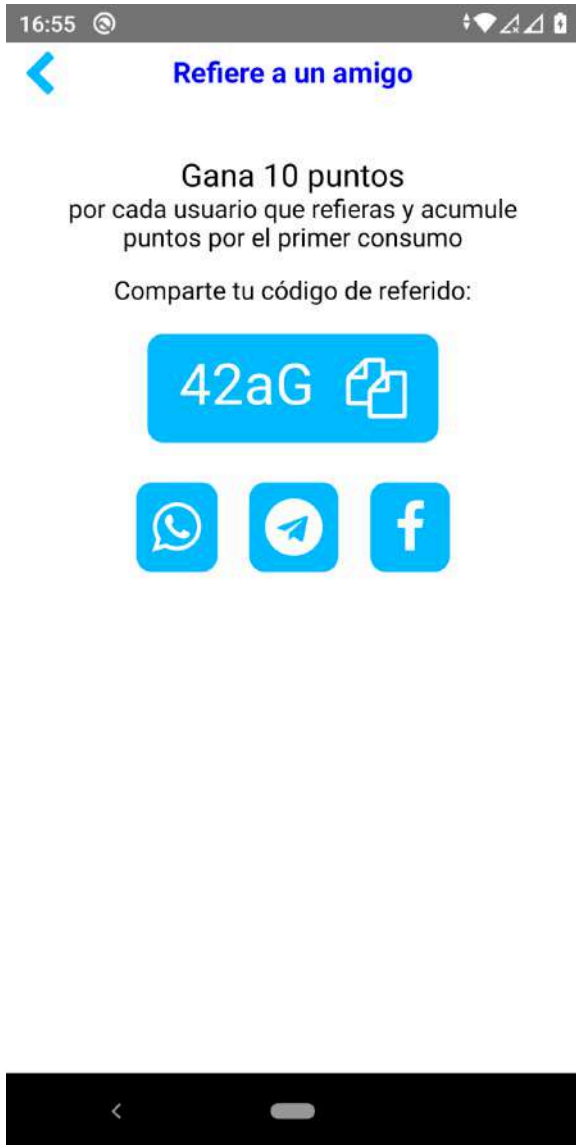 16:55
Refiere a un amigo
Gana 10 puntos
por cada usuario que refieras y acumule
puntos por el primer consumo
Comparte tu código de referido:
42aG